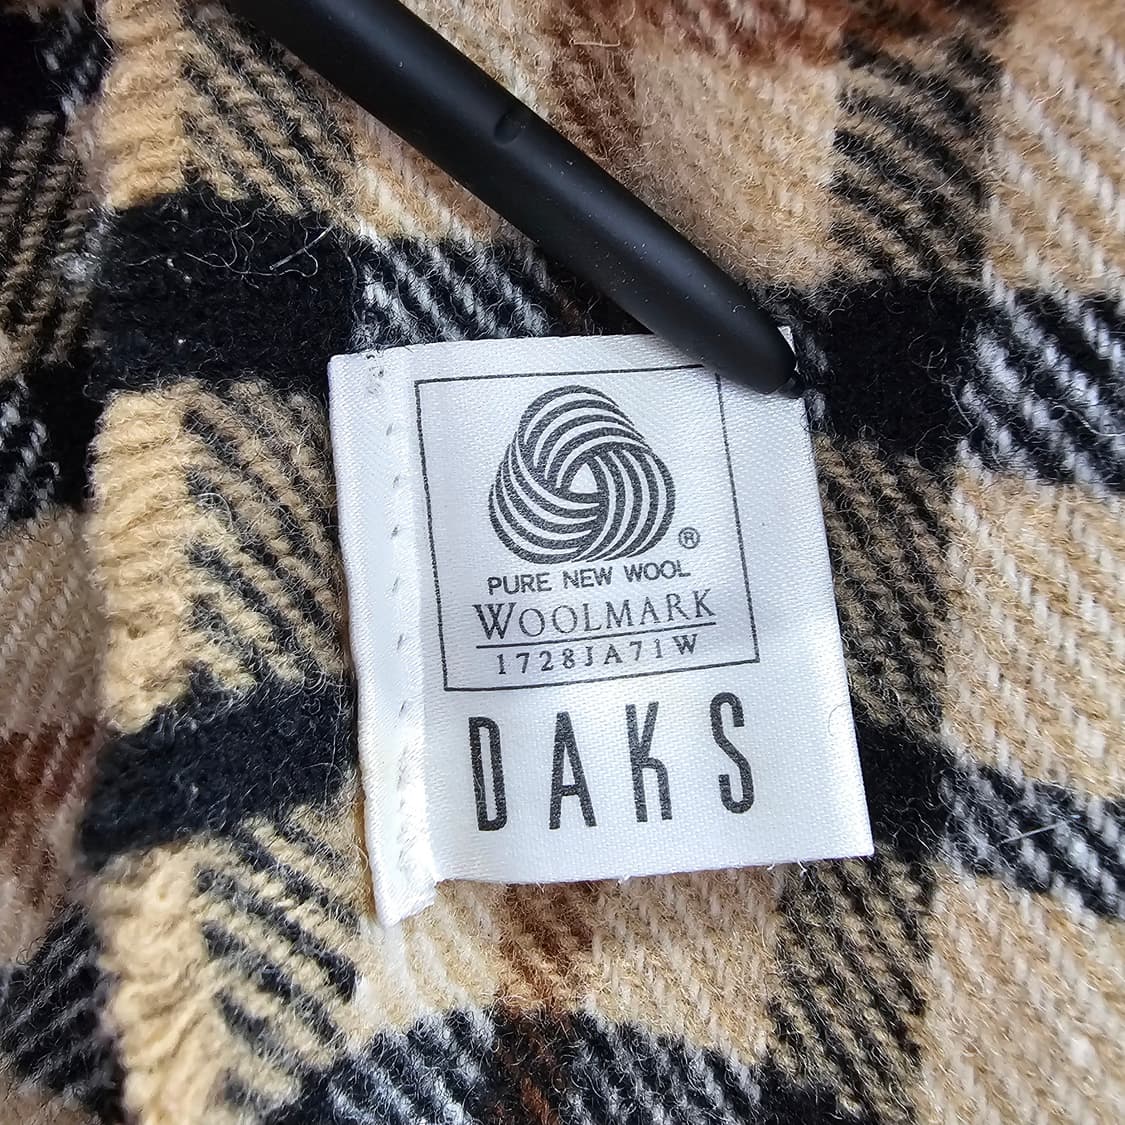 ®
PURE NEW WOOL
WOOLMARK
1728JA71W
DAKS